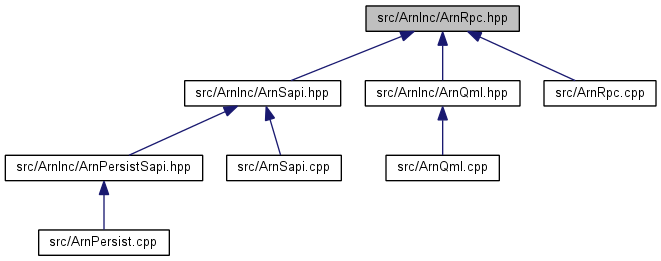 src/ArnInc/ArnRpc.hpp
src/ArnInc/ArnSapi.hpp
src/ArnInc/ArnQml.hpp
src/ArnRpc.cpp
src/ArnInc/ArnPersistSapi.hpp
src/ArnSapi.cpp
src/ArnQml.cpp
src/ArnPersist.cpp